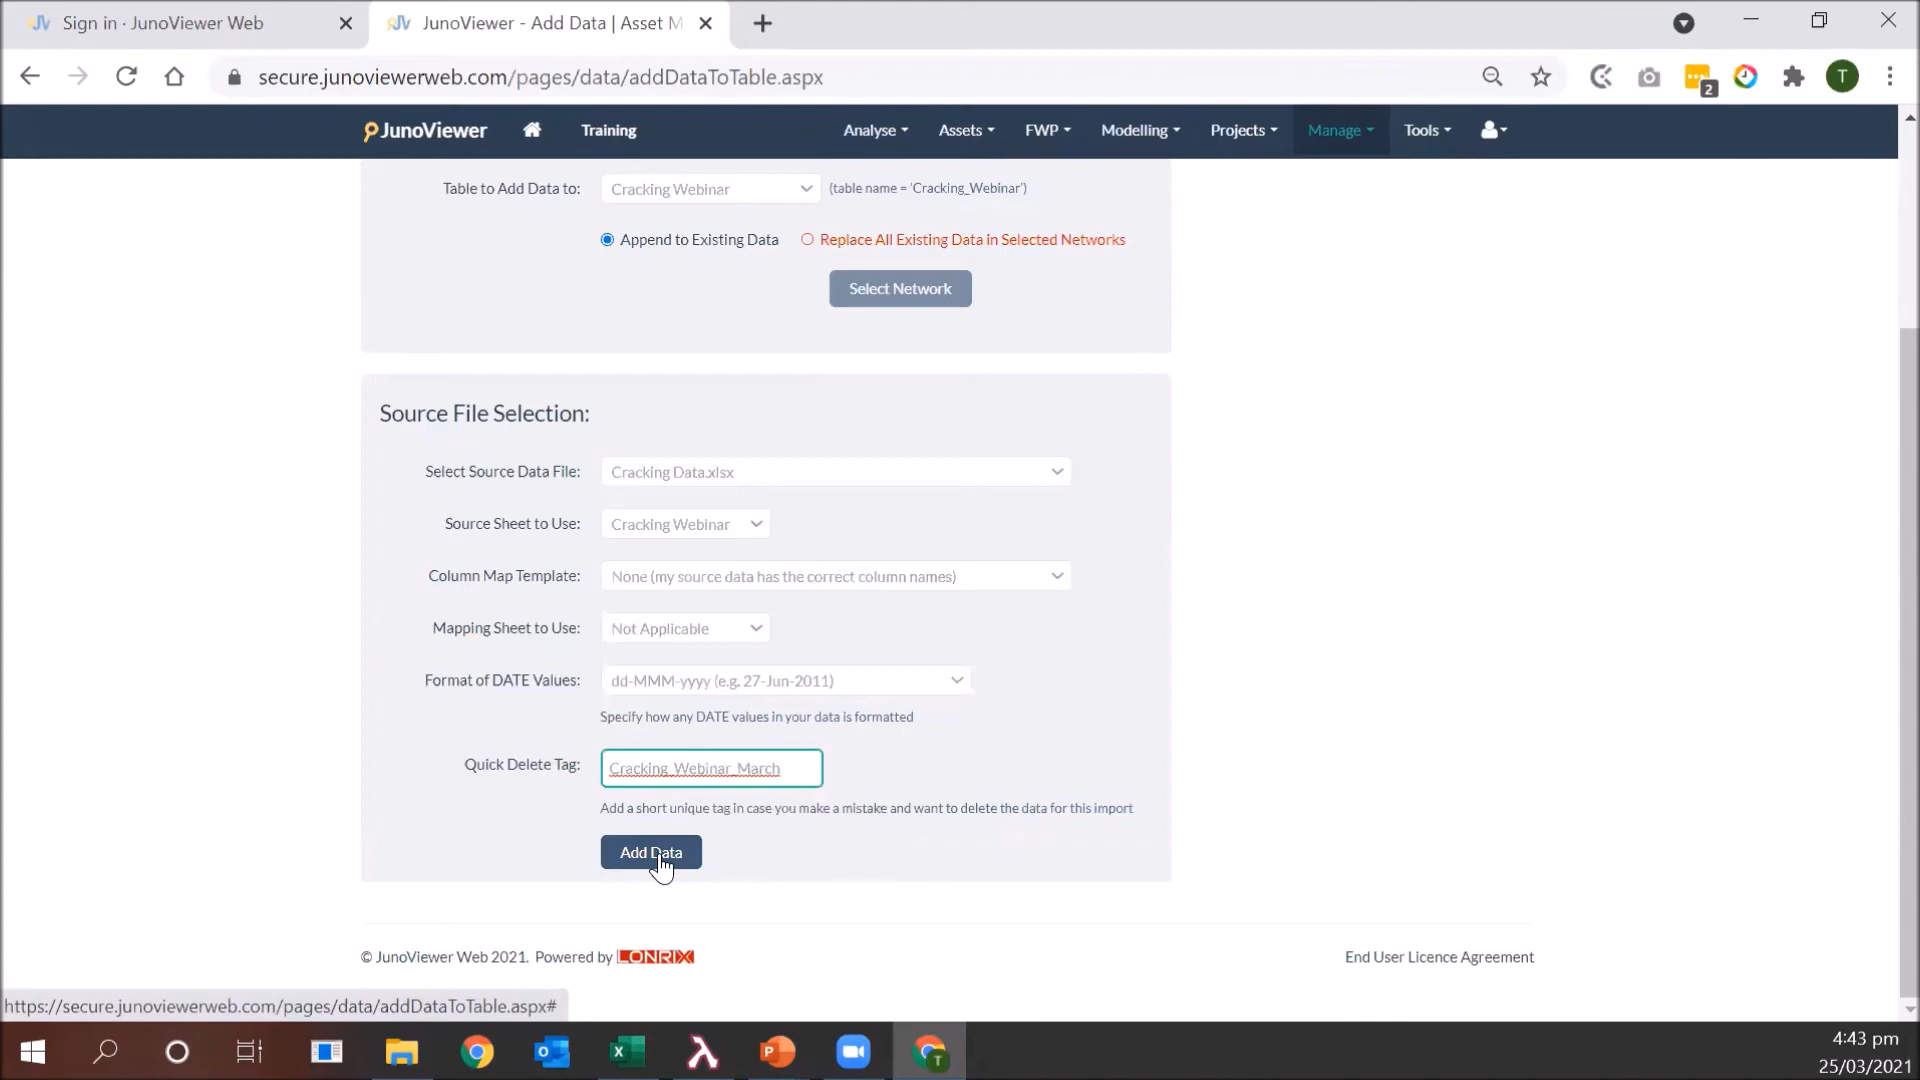 Sign in · JunoViewer Web
JunoViewer - Add Data | Asset M
secure.junoviewerweb.com/pages/data/addDataToTable.aspx
2
T
JunoViewer
Training
Analyse
Assets
FWP
Modelling
Projects
Manage
Tools
Table to Add Data to:
Cracking Webinar
(table name = 'Cracking_Webinar')
Append to Existing Data
Replace All Existing Data in Selected Networks
Select Network
Source File Selection:
Select Source Data File:
Cracking Data.xlsx
Source Sheet to Use:
Cracking Webinar
Column Map Template:
None (my source data has the correct column names)
Mapping Sheet to Use:
Not Applicable
Format of DATE Values:
dd-MMM-yyyy (e.g. 27-Jun-2011)
Specify how any DATE values in your data is formatted
Quick Delete Tag:
Cracking_Webinar_March
Add a short unique tag in case you make a mistake and want to delete the data for this import
Add Data
© JunoViewer Web 2021. Powered by LONRIX
End User Licence Agreement
https://secure.junoviewerweb.com/pages/data/addDataToTable.aspx#
4:43 pm
25/03/2021